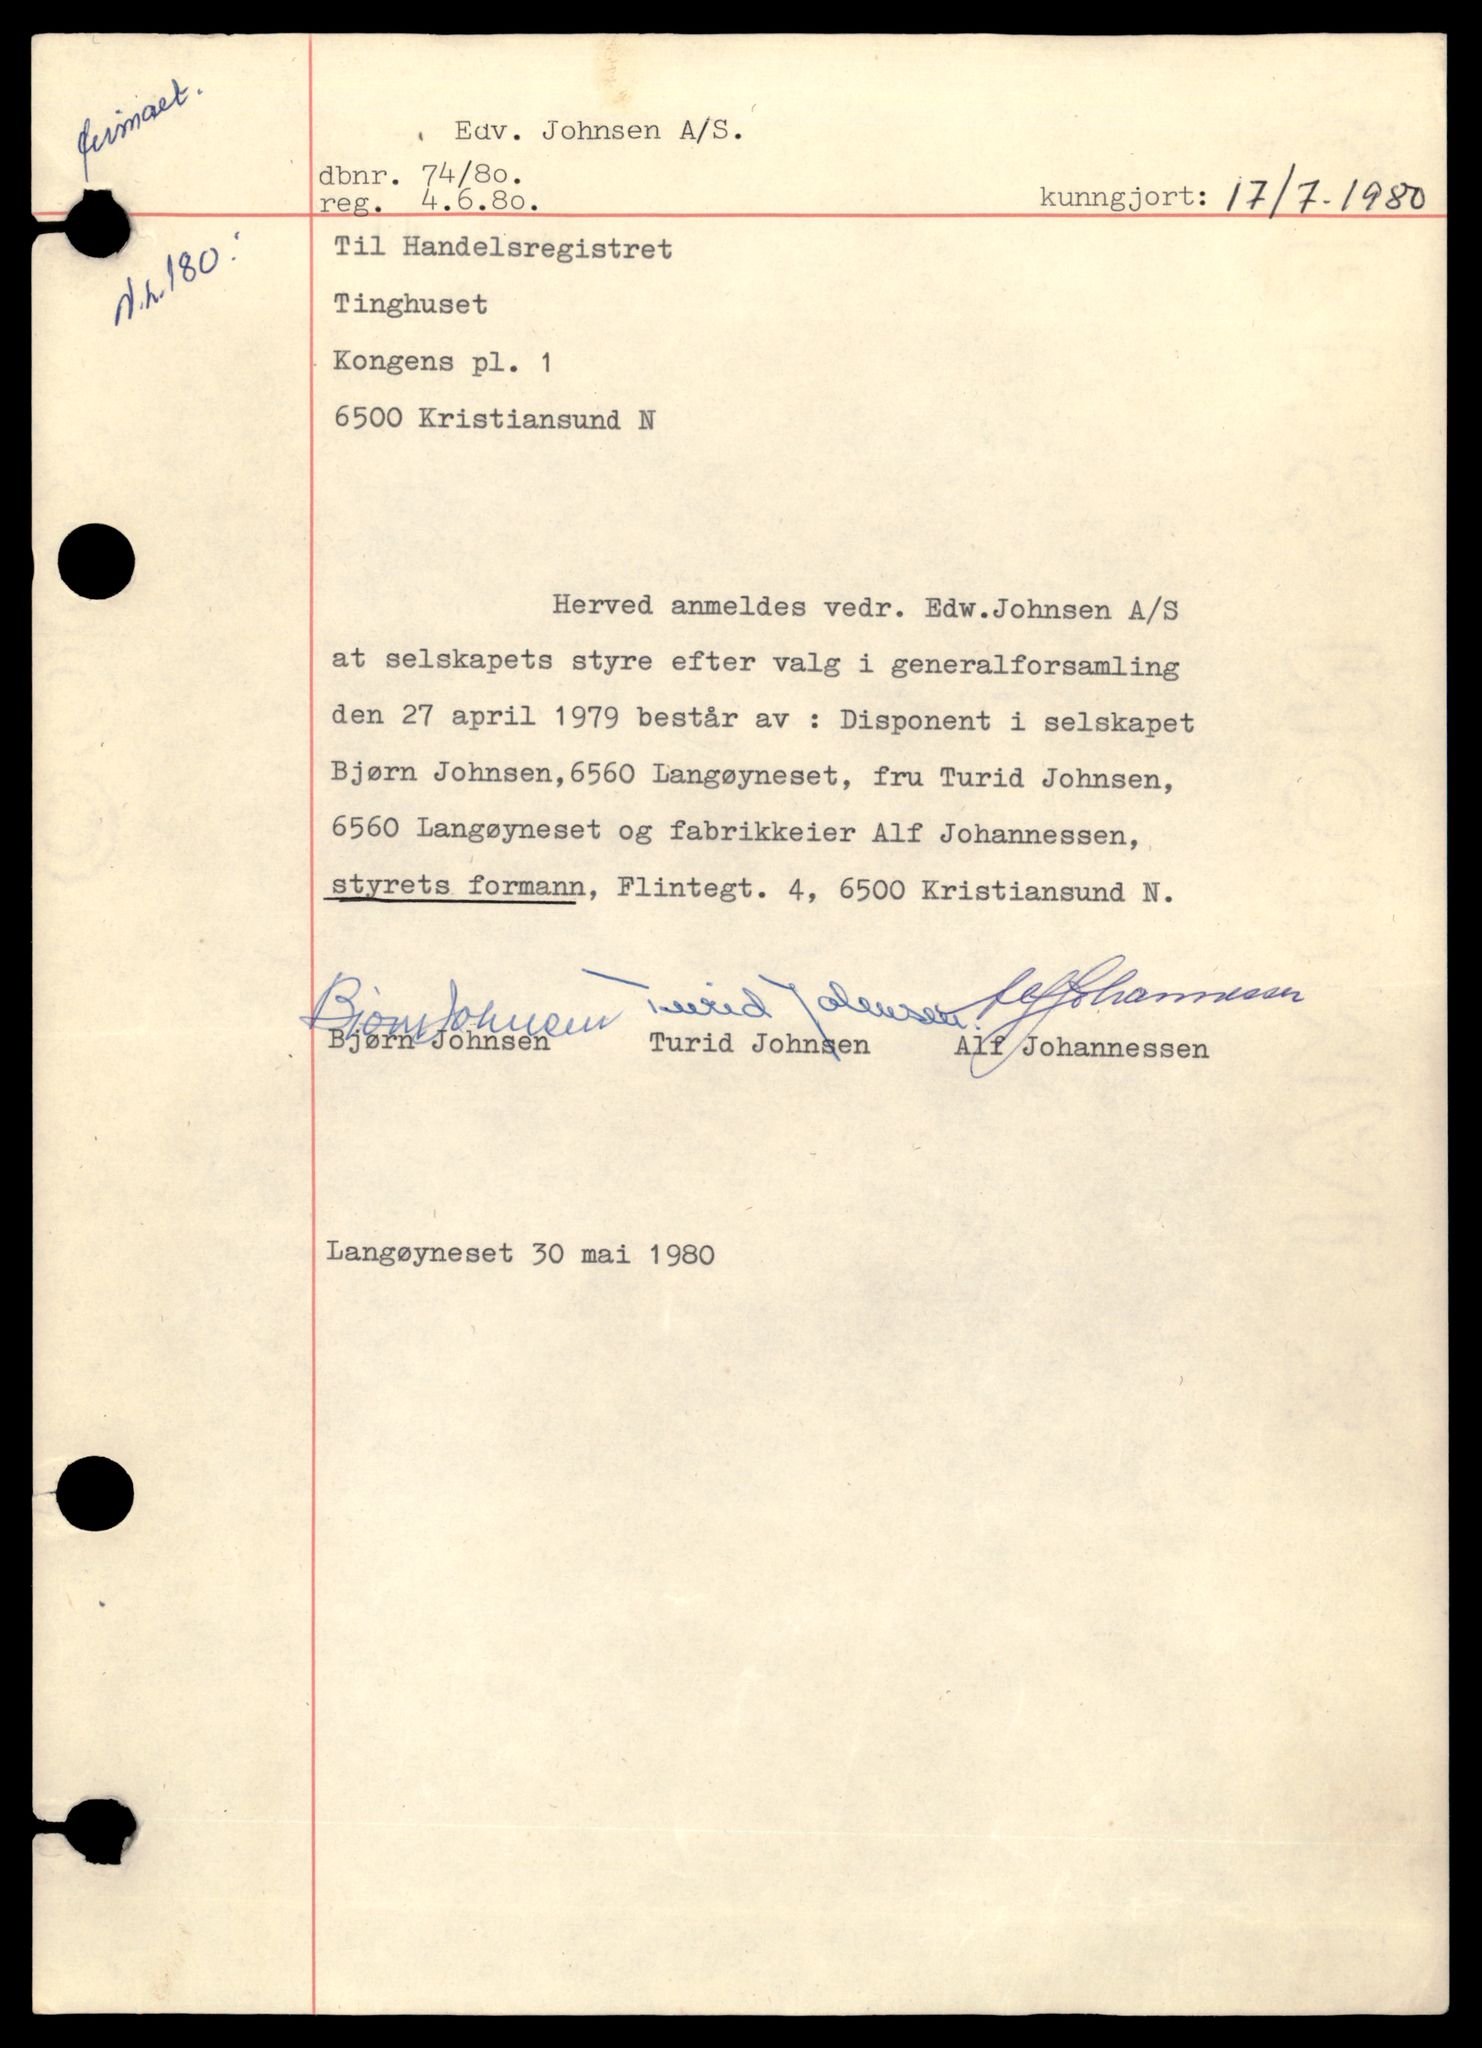 firmaet.
Edv. Johnsen A/S.
dbnr. 74/80.
reg. 4.6.80.
kunngjort: 17/7-1980
180:
Til Handelsregistret
Tinghuset
Kongens pl. 1
6500 Kristiansund N
Herved anmeldes vedr. Edw.Johnsen A/S
at selskapets styre efter valg i generalforsamling
den 27 april 1979 består av : Disponent i selskapet
Bjørn Johnsen,6560 Langøyneset, fru Turid Johnsen,
6560 Langøyneset og fabrikkeier Alf Johannessen,
styrets formann, Flintegt. 4, 6500 Kristiansund N.
Bjørn Johnsen Turid Johnsen. Alf Johannessen
Bjørn Johnsen Turid Johnsen Alf Johannessen
Langøyneset 30 mai 1980